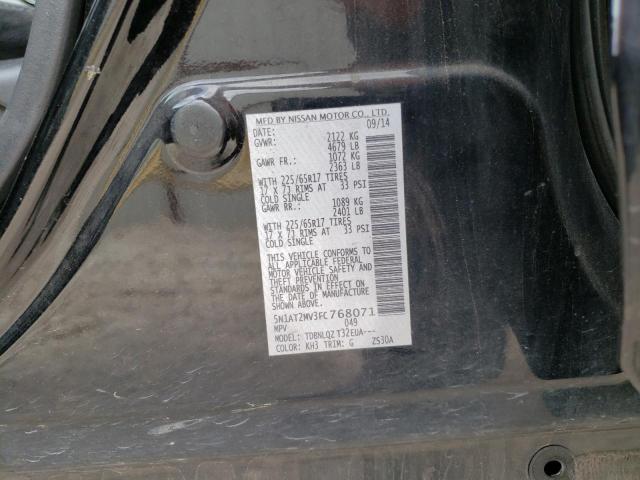 MFD BY NISSAN MOTOR CO., LTD.
DATE: 09/14
GVWR: 2122 KG
4679 LB
GAWR FR.: 1072 KG
2363 LB
WITH 225/65R17 TIRES
17 X 7J RIMS AT 33 PSI
COLD SINGLE
GAWR RR.: 1089 KG
2401 LB
WITH 225/65R17 TIRES
17 X 7J RIMS AT 33 PSI
COLD SINGLE
THIS VEHICLE CONFORMS TO
ALL APPLICABLE FEDERAL
MOTOR VEHICLE SAFETY AND
THEFT PREVENTION
STANDARDS IN EFFECT ON
THE DATE OF MANUFACTURE
5N1AT2MV3FC768071
MPV 049
MODEL: TDBNLQZ T32EUA---
COLOR: KH3 TRIM: G ZS30A